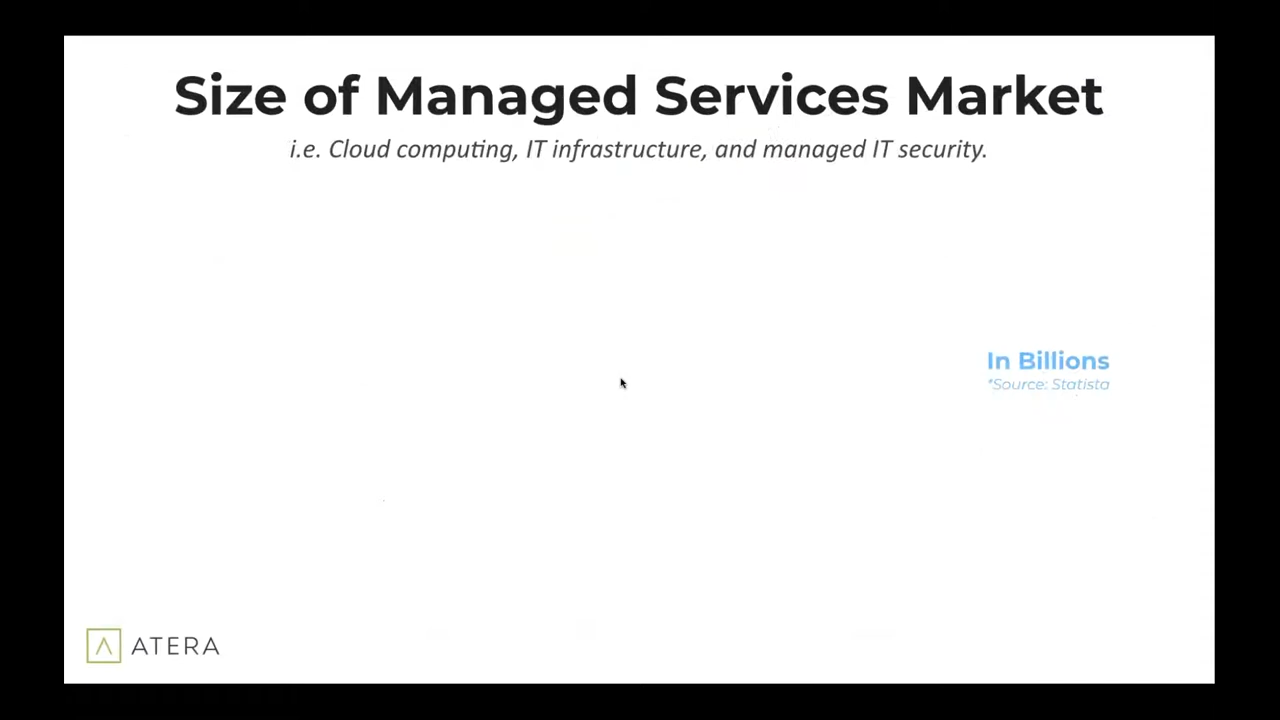 Size of Managed Services Market
i.e. Cloud computing, IT infrastructure, and managed IT security.
In Billions
*Source: Statista
ATERA